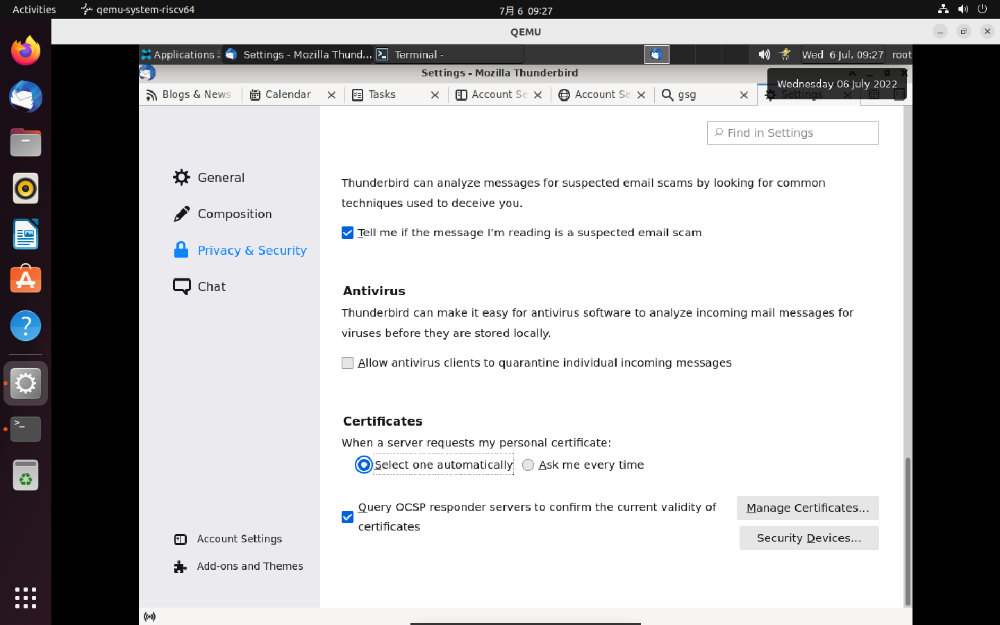 Activities
qemu-system-riscv64
7月 6 09:27
QEMU
Applications
Settings - Mozilla Thund...
Terminal -
Wed 6 Jul, 09:27
root
Settings - Mozilla Thunderbird
Wednesday 06 July 2022
Blogs & News
Calendar
Tasks
Account Se
Account Se
gsg
Settings
Find in Settings
General
Composition
Privacy & Security
Chat
Thunderbird can analyze messages for suspected email scams by looking for common
techniques used to deceive you.
Tell me if the message I’m reading is a suspected email scam
Antivirus
Thunderbird can make it easy for antivirus software to analyze incoming mail messages for
viruses before they are stored locally.
Allow antivirus clients to quarantine individual incoming messages
Certificates
When a server requests my personal certificate:
Select one automatically
Ask me every time
Query OCSP responder servers to confirm the current validity of
certificates
Manage Certificates...
Security Devices...
Account Settings
Add-ons and Themes